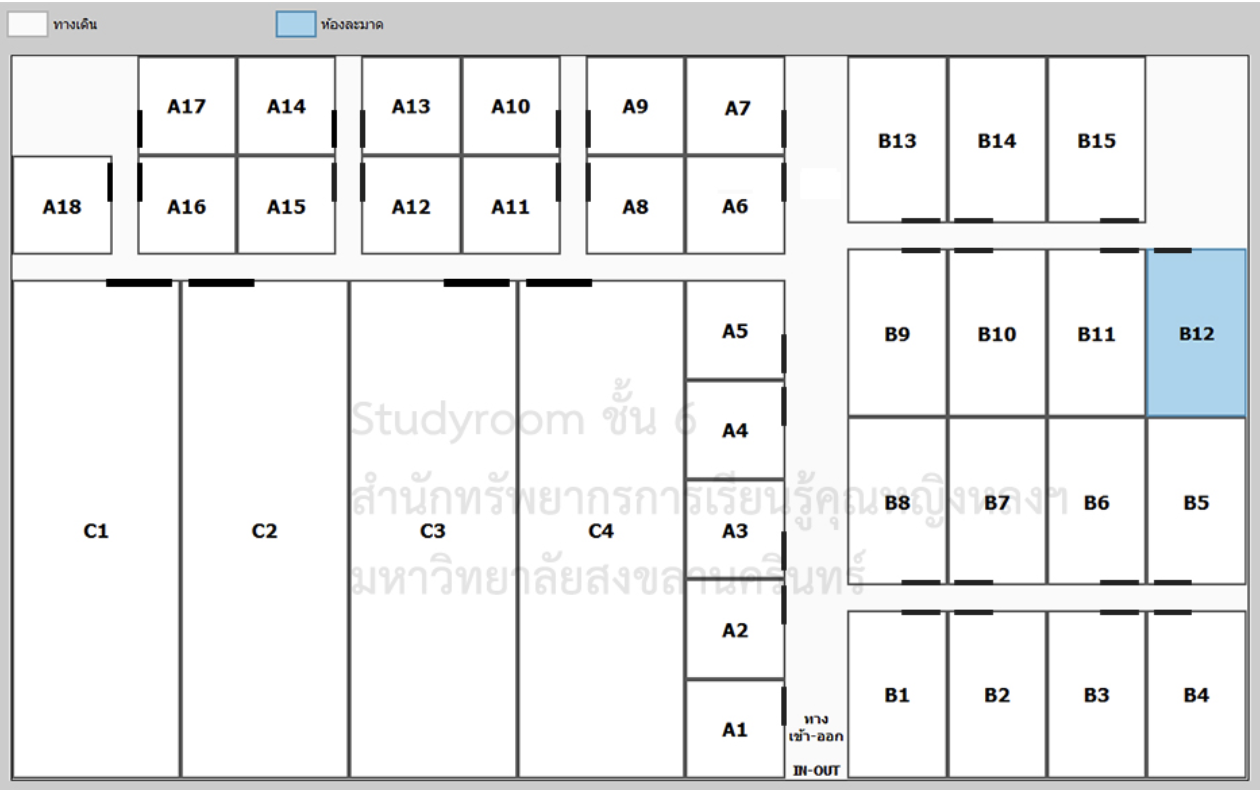 ทางเดิน ห้องละมาด
A17 A14 A13 A10 A9 A7
B13 B14 B15
A18 A16 A15 A12 A11 A8 A6
A5 B9 B10 B11 B12
Studyroom ชั้น 6
A4
สำนักทรัพยากรการเรียนรู้คุณหญิงหลงฯ
C1 C2 C3 C4 A3 B8 B7 B6 B5
มหาวิทยาลัยสงขลานครินทร์
A2
B1 B2 B3 B4
A1
ทาง
เข้า-ออก
IN-OUT